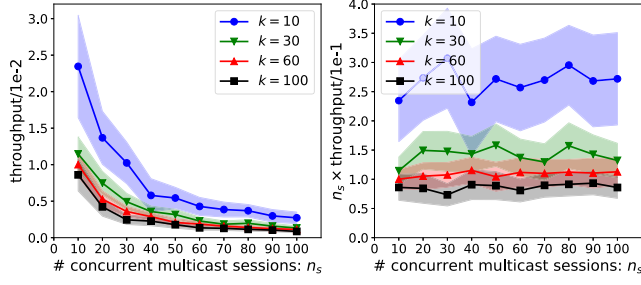 throughput/1e-2
3.0
2.5
2.0
1.5
1.0
0.5
0.0
k = 10
k = 30
k = 60
k = 100
0 10 20 30 40 50 60 70 80 90 100
# concurrent multicast sessions: n_s
n_s × throughput/1e-1
4.0
3.5
3.0
2.5
2.0
1.5
1.0
0.5
0.0
k = 10
k = 30
k = 60
k = 100
0 10 20 30 40 50 60 70 80 90 100
# concurrent multicast sessions: n_s